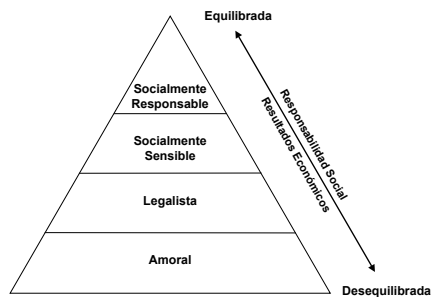 Equilibrada
Socialmente
Responsable
Socialmente
Sensible
Legalista
Amoral
Responsabilidad Social
Resultados Económicos
Desequilibrada